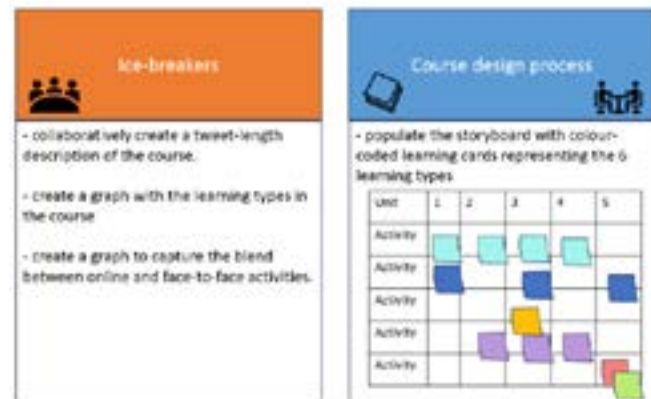 Ice-breakers
- collaboratively create a tweet-length
description of the course.
- create a graph with the learning types in
the course
- create a graph to capture the blend
between online and face-to-face activities.
Course design process
- populate the storyboard with colour-
coded learning cards representing the 6
learning types
Unit 1 2 3 4 5
Activity
Activity
Activity
Activity
Activity